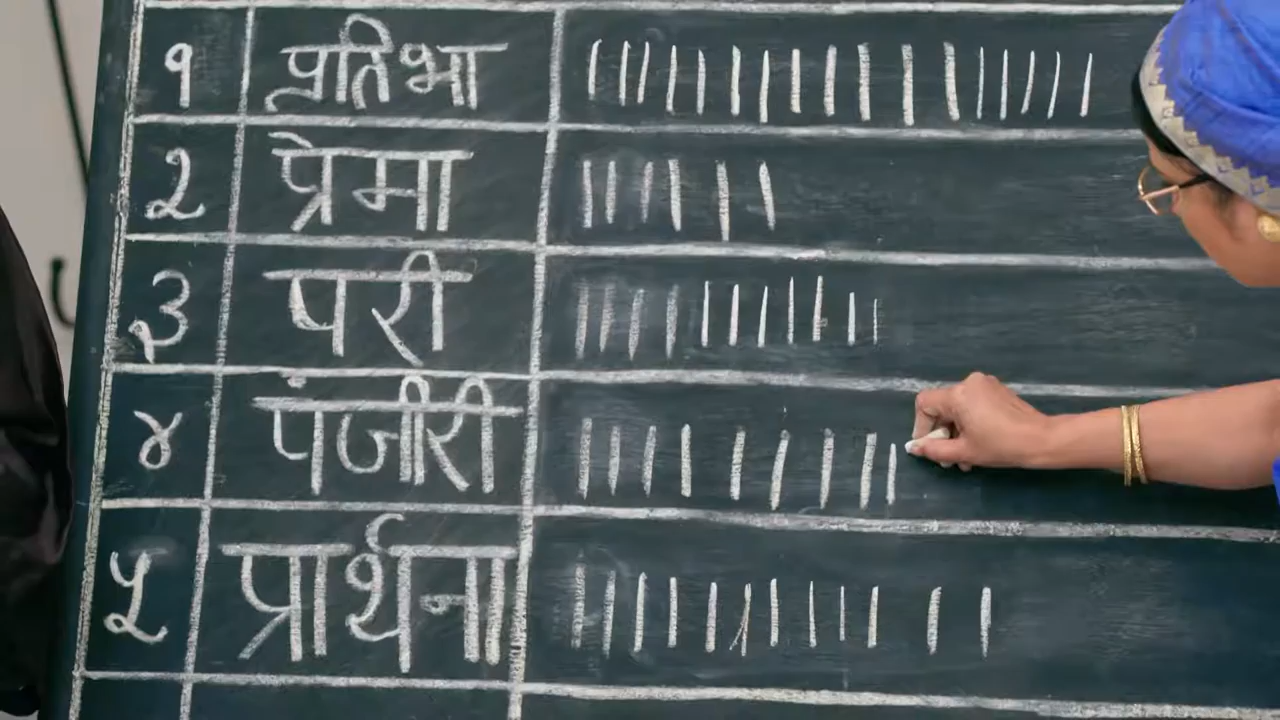 १ प्रतिभा
२ प्रेमा
३ परी
४ पंजीरी
५ प्रार्थना